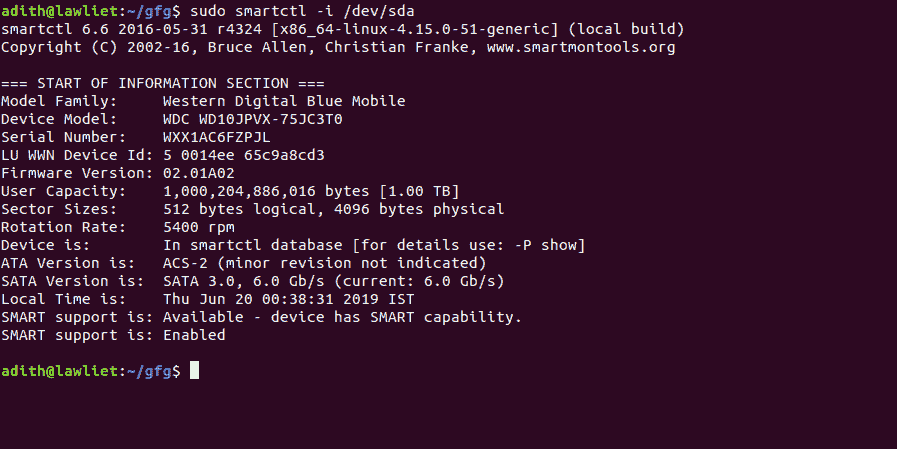 adith@lawliet:~/gfg$ sudo smartctl -i /dev/sda
smartctl 6.6 2016-05-31 r4324 [x86_64-linux-4.15.0-51-generic] (local build)
Copyright (C) 2002-16, Bruce Allen, Christian Franke, www.smartmontools.org

=== START OF INFORMATION SECTION ===
Model Family:     Western Digital Blue Mobile
Device Model:     WDC WD10JPVX-75JC3T0
Serial Number:    WXX1AC6FZPJL
LU WWN Device Id: 5 0014ee 65c9a8cd3
Firmware Version: 02.01A02
User Capacity:    1,000,204,886,016 bytes [1.00 TB]
Sector Sizes:     512 bytes logical, 4096 bytes physical
Rotation Rate:    5400 rpm
Device is:        In smartctl database [for details use: -P show]
ATA Version is:   ACS-2 (minor revision not indicated)
SATA Version is:  SATA 3.0, 6.0 Gb/s (current: 6.0 Gb/s)
Local Time is:    Thu Jun 20 00:38:31 2019 IST
SMART support is: Available - device has SMART capability.
SMART support is: Enabled

adith@lawliet:~/gfg$